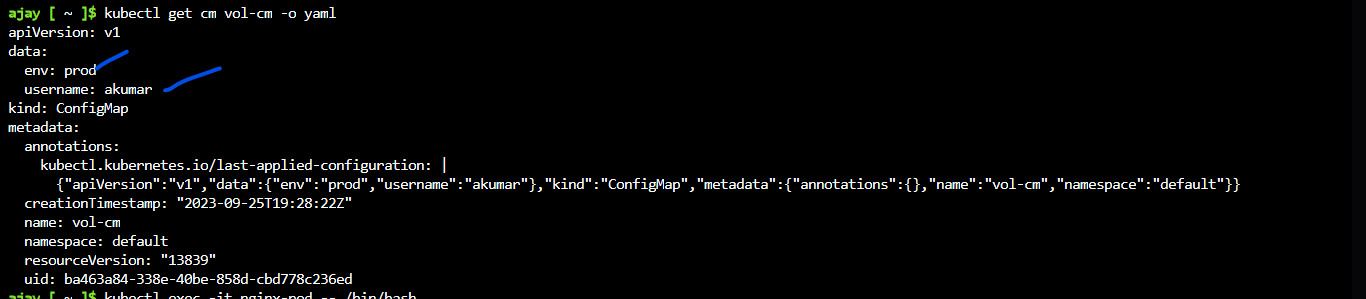 ajay [ ~ ]$ kubectl get cm vol-cm -o yaml
apiVersion: v1
data:
  env: prod
  username: akumar
kind: ConfigMap
metadata:
  annotations:
    kubectl.kubernetes.io/last-applied-configuration: |
      {"apiVersion":"v1","data":{"env":"prod","username":"akumar"},"kind":"ConfigMap","metadata":{"annotations":{},"name":"vol-cm","namespace":"default"}}
  creationTimestamp: "2023-09-25T19:28:22Z"
  name: vol-cm
  namespace: default
  resourceVersion: "13839"
  uid: ba463a84-338e-40be-858d-cbd778c236ed
ajay [ ~ ]$ kubectl exec -it nginx-pod -- /bin/bash